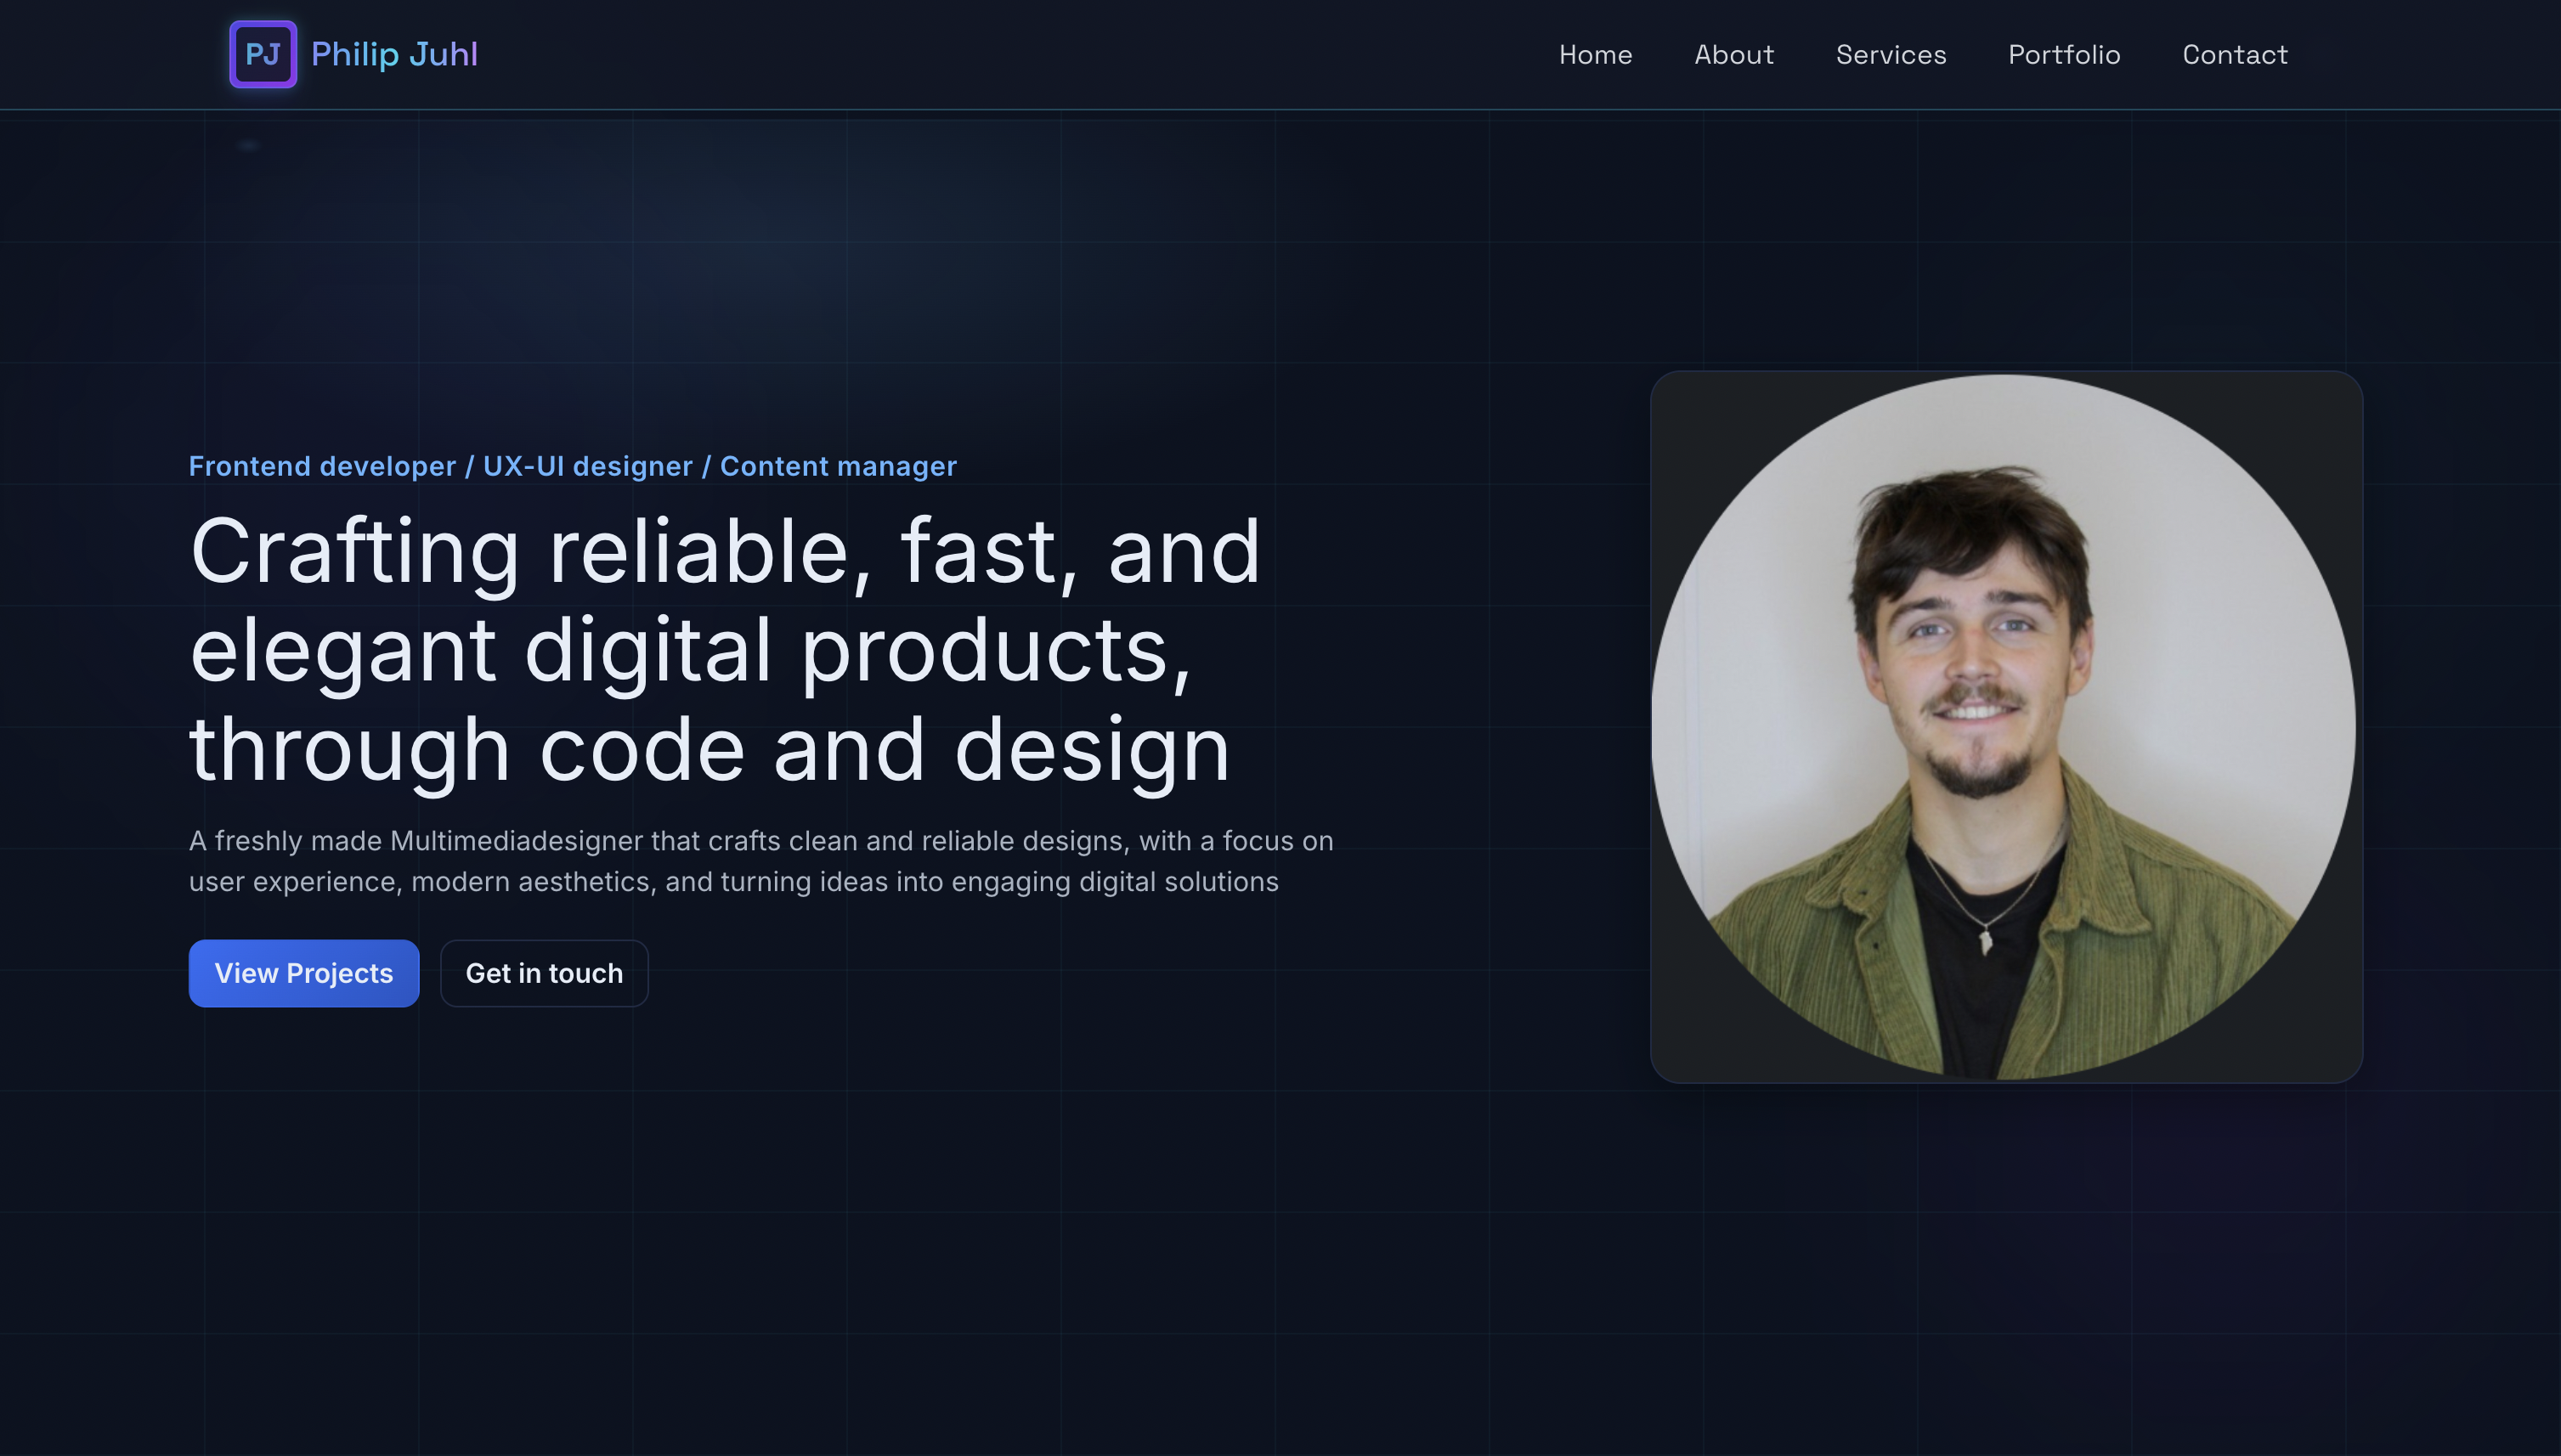 PJ Philip Juhl
Home About Services Portfolio Contact
Frontend developer / UX-UI designer / Content manager
Crafting reliable, fast, and
elegant digital products,
through code and design
A freshly made Multimediadesigner that crafts clean and reliable designs, with a focus on
user experience, modern aesthetics, and turning ideas into engaging digital solutions
View Projects
Get in touch